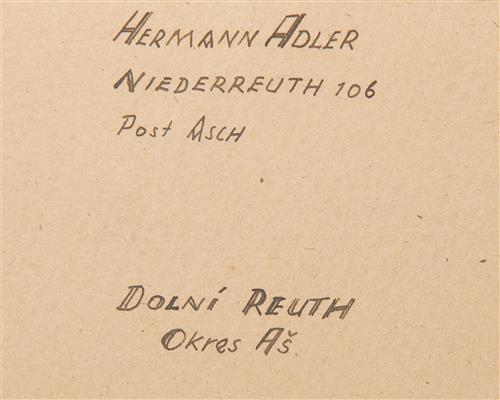 HERMANN ADLER
NIEDERREUTH 106
Post ASCH
DOLNÍ REUTH
Okres Aš.